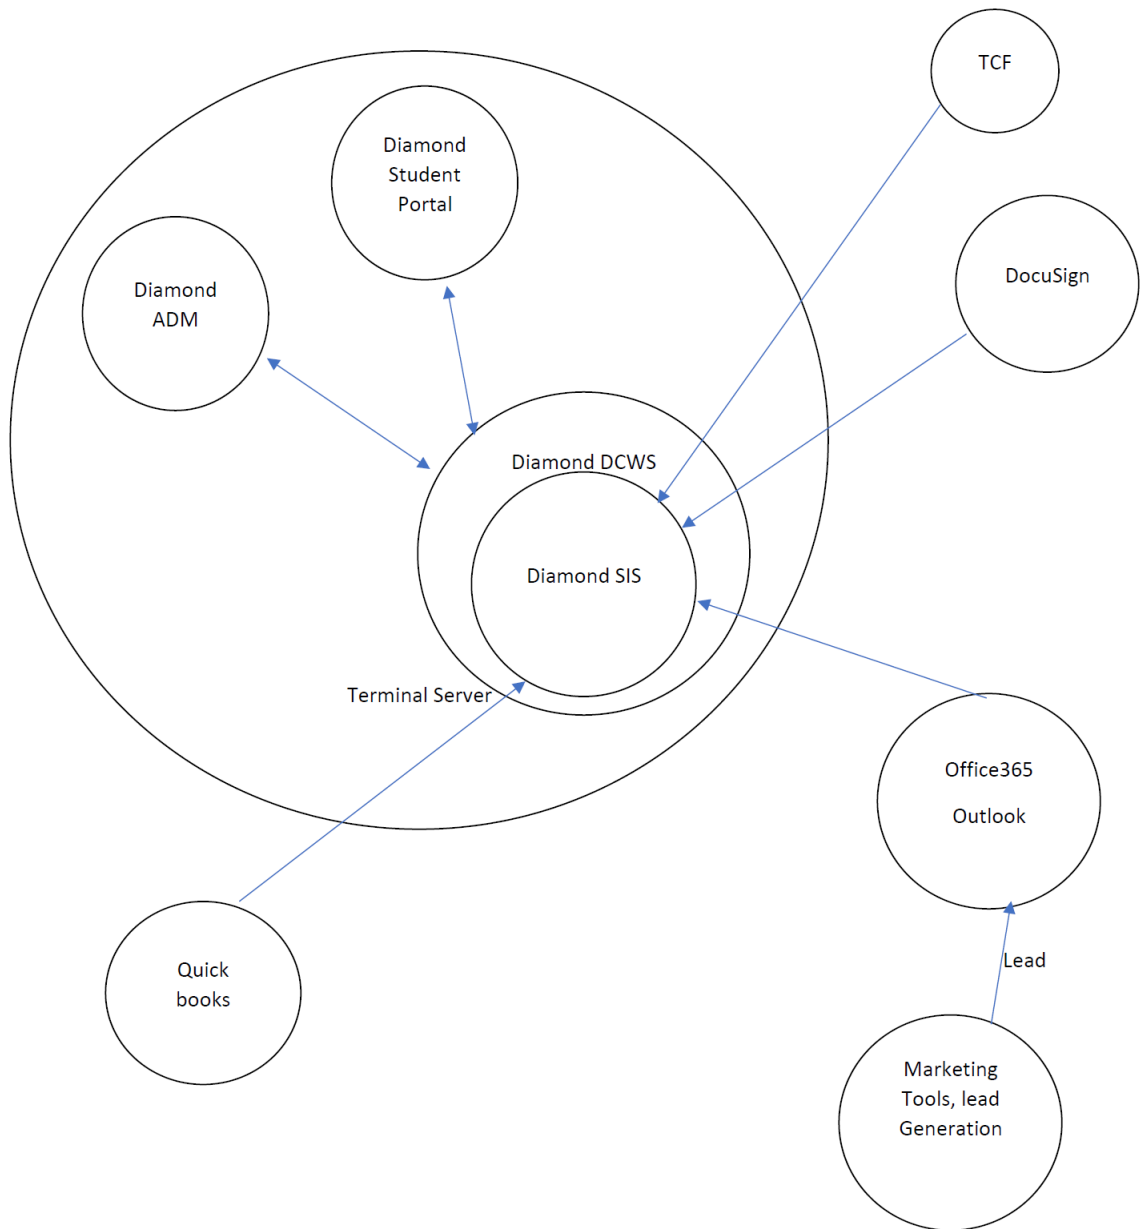 TCF
Diamond
Student
Portal
DocuSign
Diamond
ADM
Diamond DCWS
Diamond SIS
Terminal Server
Office365
Outlook
Quick
books
Lead
Marketing
Tools, lead
Generation